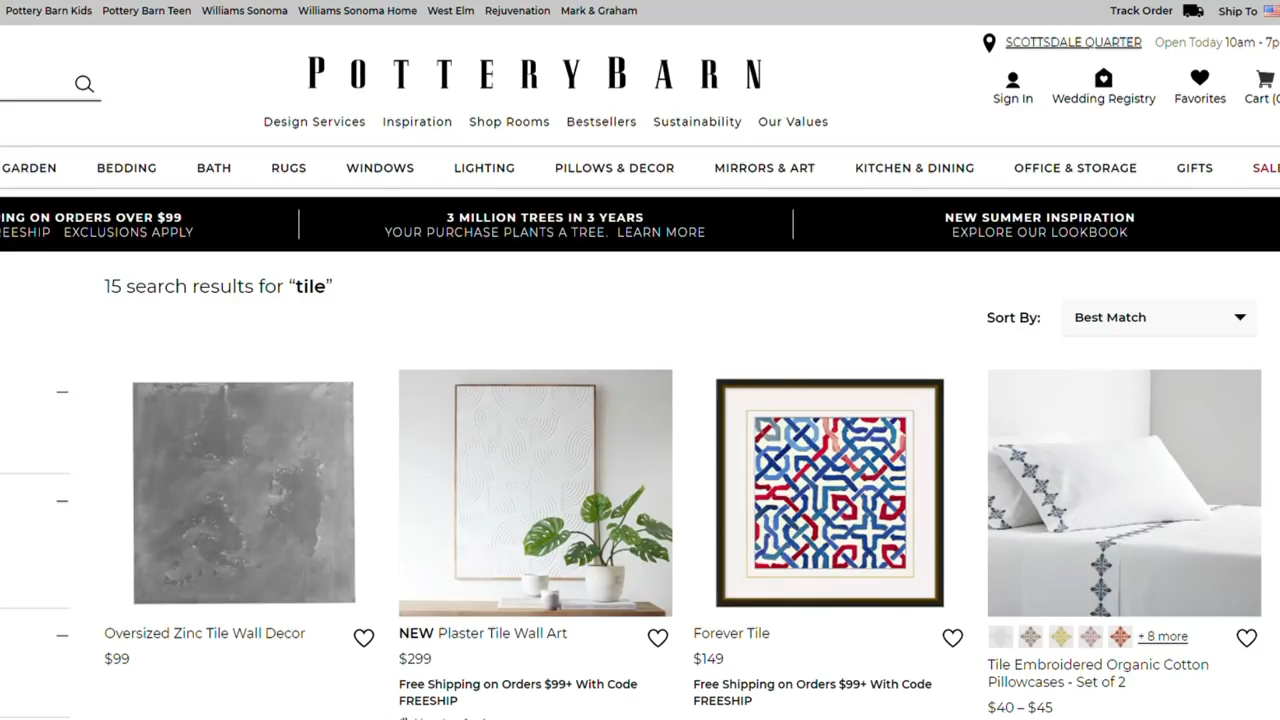 Pottery Barn Kids Pottery Barn Teen Williams Sonoma Williams Sonoma Home West Elm Rejuvenation Mark & Graham Track Order Ship To
SCOTTSDALE QUARTER Open Today 10am - 7p
POTTERYBARN
Sign In Wedding Registry Favorites Cart (0
Design Services Inspiration Shop Rooms Bestsellers Sustainability Our Values
GARDEN BEDDING BATH RUGS WINDOWS LIGHTING PILLOWS & DECOR MIRRORS & ART KITCHEN & DINING OFFICE & STORAGE GIFTS SALE
ING ON ORDERS OVER $99 3 MILLION TREES IN 3 YEARS NEW SUMMER INSPIRATION
REESHIP EXCLUSIONS APPLY YOUR PURCHASE PLANTS A TREE. LEARN MORE EXPLORE OUR LOOKBOOK
15 search results for “tile”
Sort By: Best Match
Oversized Zinc Tile Wall Decor
$99
NEW Plaster Tile Wall Art
$299
Free Shipping on Orders $99+ With Code
FREESHIP
Forever Tile
$149
Free Shipping on Orders $99+ With Code
FREESHIP
+ 8 more
Tile Embroidered Organic Cotton
Pillowcases - Set of 2
$40 – $45